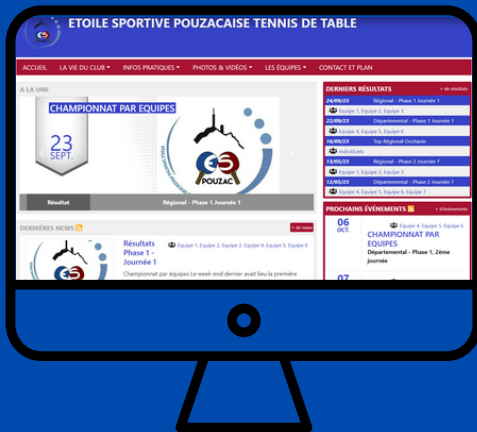 ETOILE SPORTIVE POUZACAISE TENNIS DE TABLE
ACCUEIL LA VIE DU CLUB INFOS PRATIQUES PHOTOS & VIDÉOS LES ÉQUIPES CONTACT ET PLAN
A LA UNE
CHAMPIONNAT PAR EQUIPES
23
SEPT.
POUZAC
Résultat Régional - Phase 1 Journée 1
DERNIÈRES NEWS
+ de news
Résultats
Phase 1 -
Journée 1
Equipe 1, Equipe 2, Equipe 3, Equipe 4, Equipe 5, Equipe 6
Championnat par équipes Le week-end dernier avait lieu la première
DERNIERS RÉSULTATS + de résultats
24/09/23 Régional - Phase 1 Journée 1
Equipe 1, Equipe 2, Equipe 3
22/09/23 Départemental - Phase 1 Journée 1
Equipe 4, Equipe 5, Equipe 6
16/09/23 Top Régional Occitanie
Individuels
13/05/23 Régional - Phase 2 Journée 7
Equipe 1, Equipe 2, Equipe 3
12/05/23 Départemental - Phase 2 Journée 7
Equipe 4, Equipe 5, Equipe 6, Equipe 7
PROCHAINS ÉVÉNEMENTS + d'événements
06
OCT.
Equipe 4, Equipe 5, Equipe 6
CHAMPIONNAT PAR
EQUIPES
Départemental - Phase 1, 2ème
journée
07